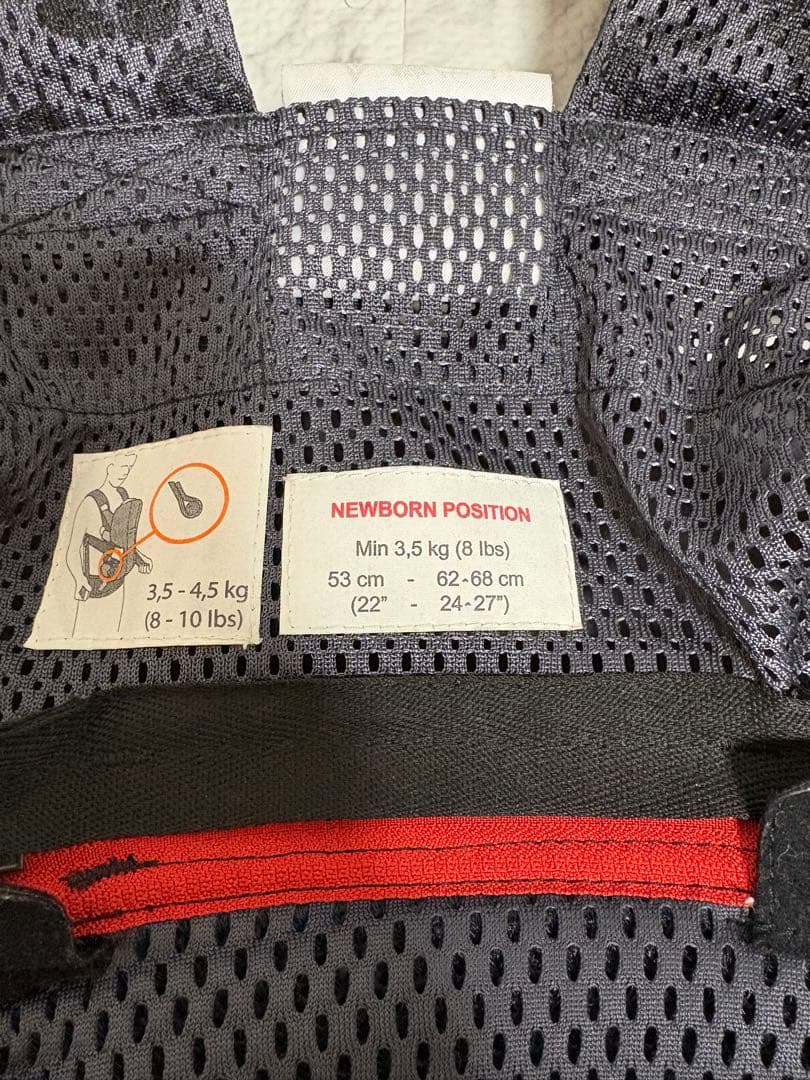 3,5 - 4,5 kg
(8 - 10 lbs)
NEWBORN POSITION
Min 3,5 kg (8 lbs)
53 cm - 62-68 cm
(22" - 24-27")